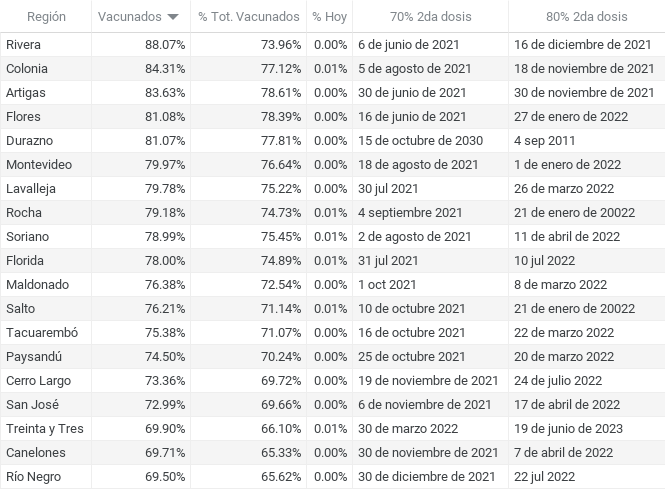 Región Vacunados % Tot. Vacunados % Hoy 70% 2da dosis 80% 2da dosis
Rivera 88.07% 73.96% 0.00% 6 de junio de 2021 16 de diciembre de 2021
Colonia 84.31% 77.12% 0.01% 5 de agosto de 2021 18 de noviembre de 2021
Artigas 83.63% 78.61% 0.00% 30 de junio de 2021 30 de noviembre de 2021
Flores 81.08% 78.39% 0.00% 16 de junio de 2021 27 de enero de 2022
Durazno 81.07% 77.81% 0.00% 15 de octubre de 2030 4 sep 2011
Montevideo 79.97% 76.64% 0.00% 18 de agosto de 2021 1 de enero de 2022
Lavalleja 79.78% 75.22% 0.00% 30 jul 2021 26 de marzo 2022
Rocha 79.18% 74.73% 0.01% 4 septiembre 2021 21 de enero de 20022
Soriano 78.99% 75.45% 0.01% 2 de agosto de 2021 11 de abril de 2022
Florida 78.00% 74.89% 0.01% 31 jul 2021 10 jul 2022
Maldonado 76.38% 72.54% 0.00% 1 oct 2021 8 de marzo 2022
Salto 76.21% 71.14% 0.01% 10 de octubre 2021 21 de enero de 20022
Tacuarembó 75.38% 71.07% 0.00% 16 de octubre 2021 22 de marzo 2022
Paysandú 74.50% 70.24% 0.00% 25 de octubre 2021 20 de marzo 2022
Cerro Largo 73.36% 69.72% 0.00% 19 de noviembre de 2021 24 de julio 2022
San José 72.99% 69.66% 0.00% 6 de noviembre de 2021 17 de abril de 2022
Treinta y Tres 69.90% 66.10% 0.01% 30 de marzo 2022 19 de junio de 2023
Canelones 69.71% 65.33% 0.00% 30 de noviembre de 2021 7 de abril de 2022
Río Negro 69.50% 65.62% 0.00% 30 de diciembre de 2021 22 jul 2022